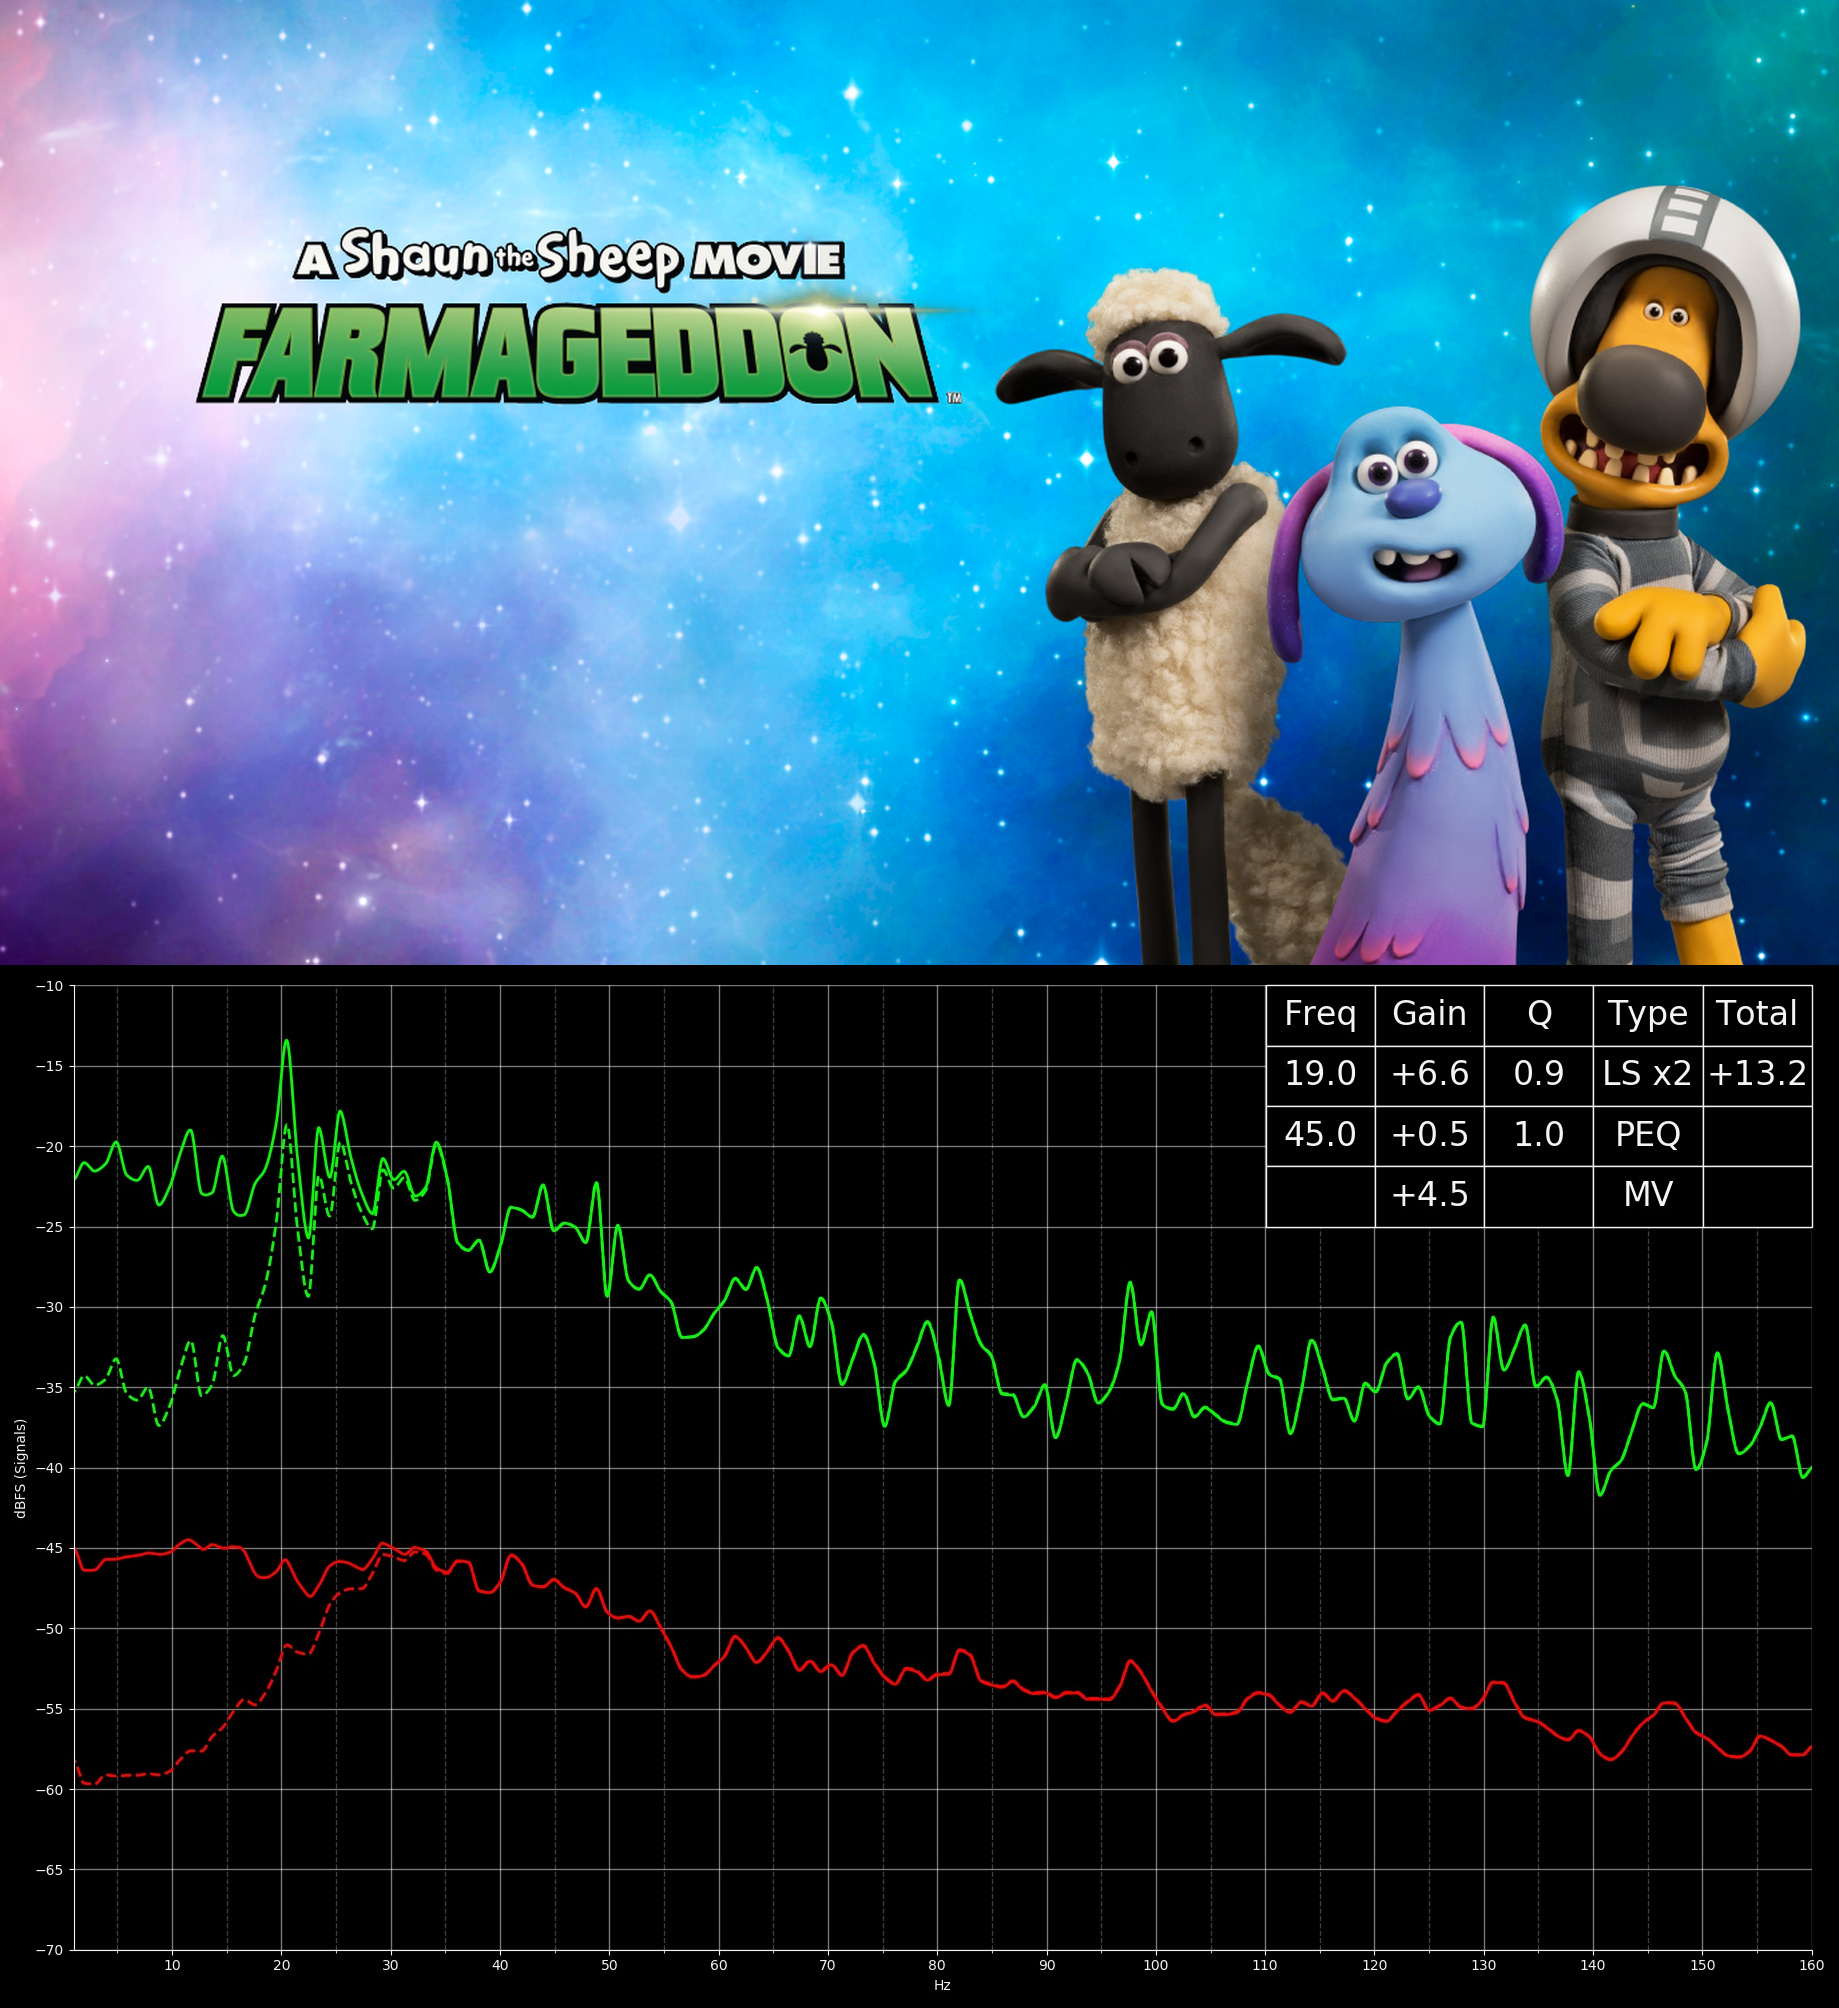 A Shaun the Sheep MOVIE
FARMAGEDDON
TM
Freq Gain Q Type Total
19.0 +6.6 0.9 LS x2 +13.2
45.0 +0.5 1.0 PEQ
+4.5 MV
−10
−15
−20
−25
−30
−35
−40
−45
−50
−55
−60
−65
−70
dBFS (Signals)
10 20 30 40 50 60 70 80 90 100 110 120 130 140 150 160
Hz